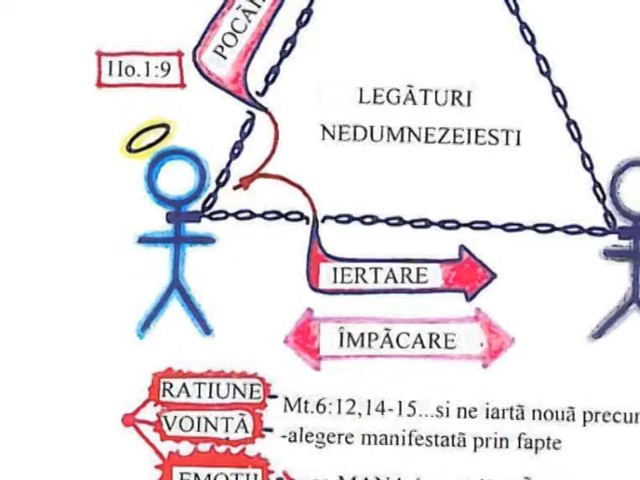 POCĂI
1Io.1:9
LEGĂTURI
NEDUMNEZEIESTI
IERTARE
ÎMPĂCARE
RATIUNE
Mt.6:12,14-15...si ne iartă nouă precum
VOINTĂ
-alegere manifestată prin fapte
EMOTII